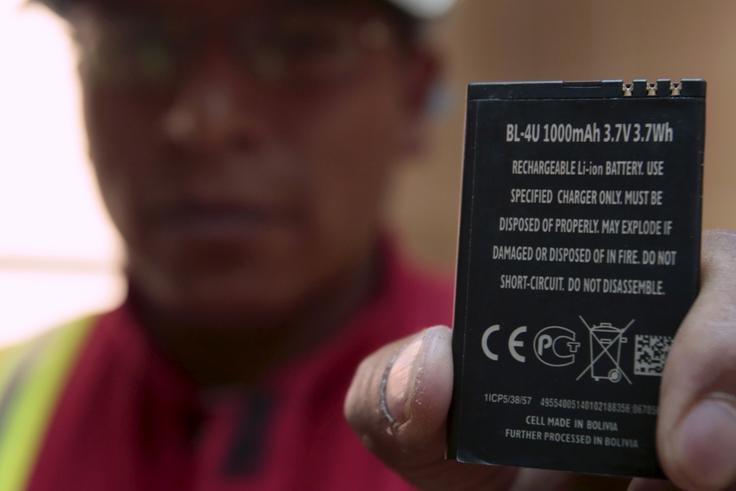 BL-4U 1000mAh 3.7V 3.7Wh
RECHARGEABLE Li-ion BATTERY. USE
SPECIFIED CHARGER ONLY. MUST BE
DISPOSED OF PROPERLY. MAY EXPLODE IF
DAMAGED OR DISPOSED OF IN FIRE. DO NOT
SHORT-CIRCUIT. DO NOT DISASSEMBLE.
CE PCT
1ICP5/38/57
CELL MADE IN BOLIVIA
FURTHER PROCESSED IN BOLIVIA